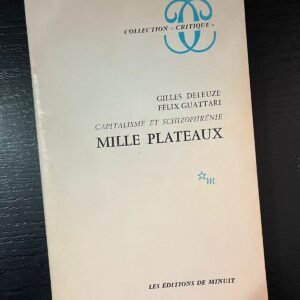 COLLECTION « CRITIQUE »
GILLES DELEUZE
FÉLIX GUATTARI
CAPITALISME ET SCHIZOPHRÉNIE
MILLE PLATEAUX
LES ÉDITIONS DE MINUIT